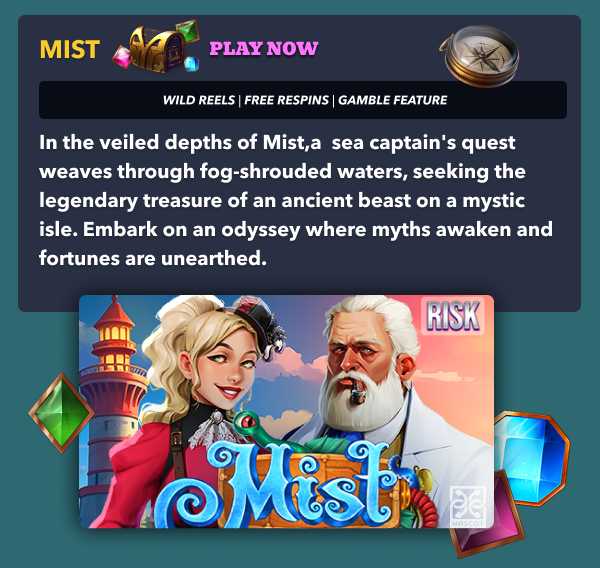 MIST PLAY NOW
WILD REELS | FREE RESPINS | GAMBLE FEATURE
In the veiled depths of Mist,a  sea captain's quest
weaves through fog-shrouded waters, seeking the
legendary treasure of an ancient beast on a mystic
isle. Embark on an odyssey where myths awaken and
fortunes are unearthed.
RISK
Mist
MASCOT